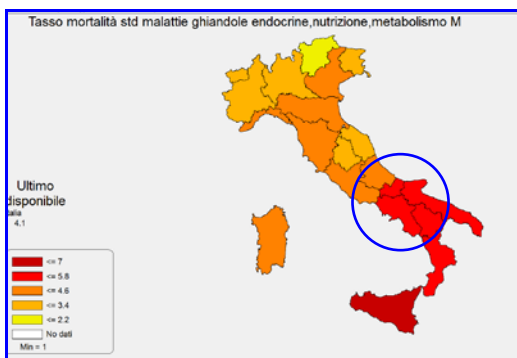 Tasso mortalità std malattie ghiandole endocrine,nutrizione,metabolismo M
Ultimo
disponibile
Italia
4.1
<= 7
<= 5.8
<= 4.6
<= 3.4
<= 2.2
No dati
Min = 1